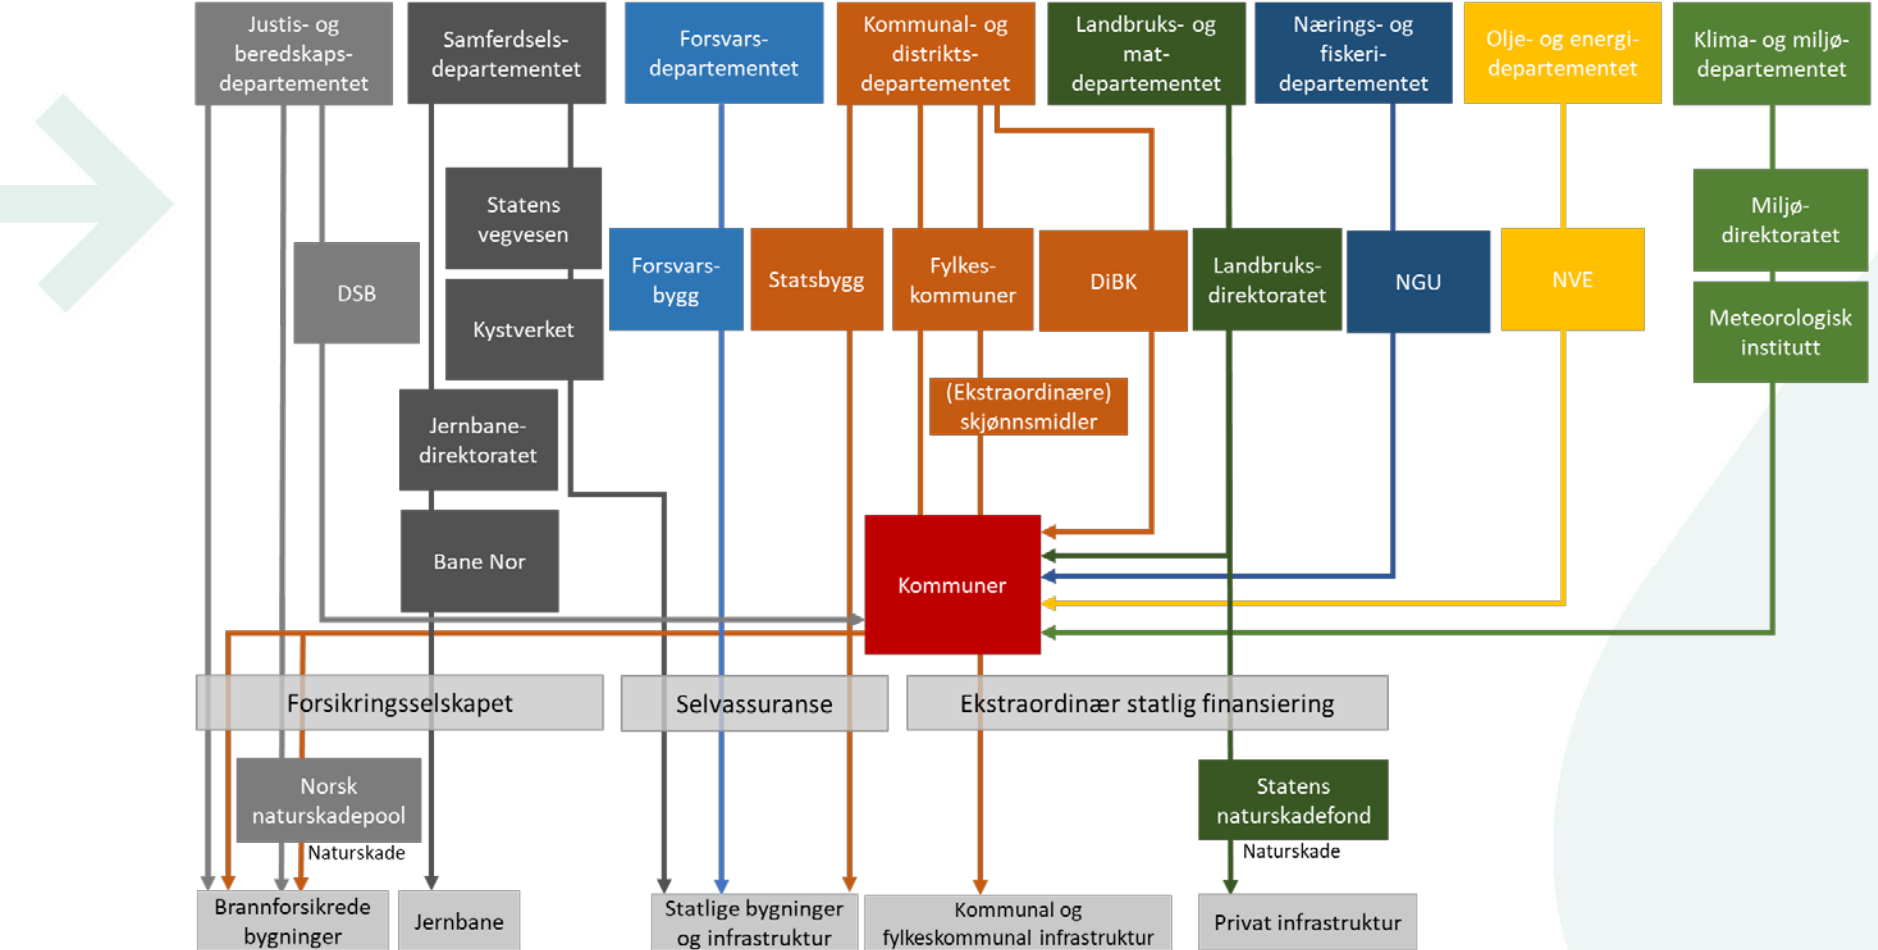 Justis- og
beredskaps-
departementet
Samferdsels-
departementet
Forsvars-
departementet
Kommunal- og
distrikts-
departementet
Landbruks- og
mat-
departementet
Nærings- og
fiskeri-
departementet
Olje- og energi-
departementet
Klima- og miljø-
departementet
Statens
vegvesen
Miljø-
direktoratet
DSB
Forsvars-
bygg
Statsbygg
Fylkes-
kommuner
DiBK
Landbruks-
direktoratet
NGU
NVE
Kystverket
Meteorologisk
institutt
(Ekstraordinære)
skjønnsmidler
Jernbane-
direktoratet
Bane Nor
Kommuner
Forsikringsselskapet
Selvassuranse
Ekstraordinær statlig finansiering
Norsk
naturskadepool
Statens
naturskadefond
Naturskade
Naturskade
Brannforsikrede
bygninger
Jernbane
Statlige bygninger
og infrastruktur
Kommunal og
fylkeskommunal infrastruktur
Privat infrastruktur